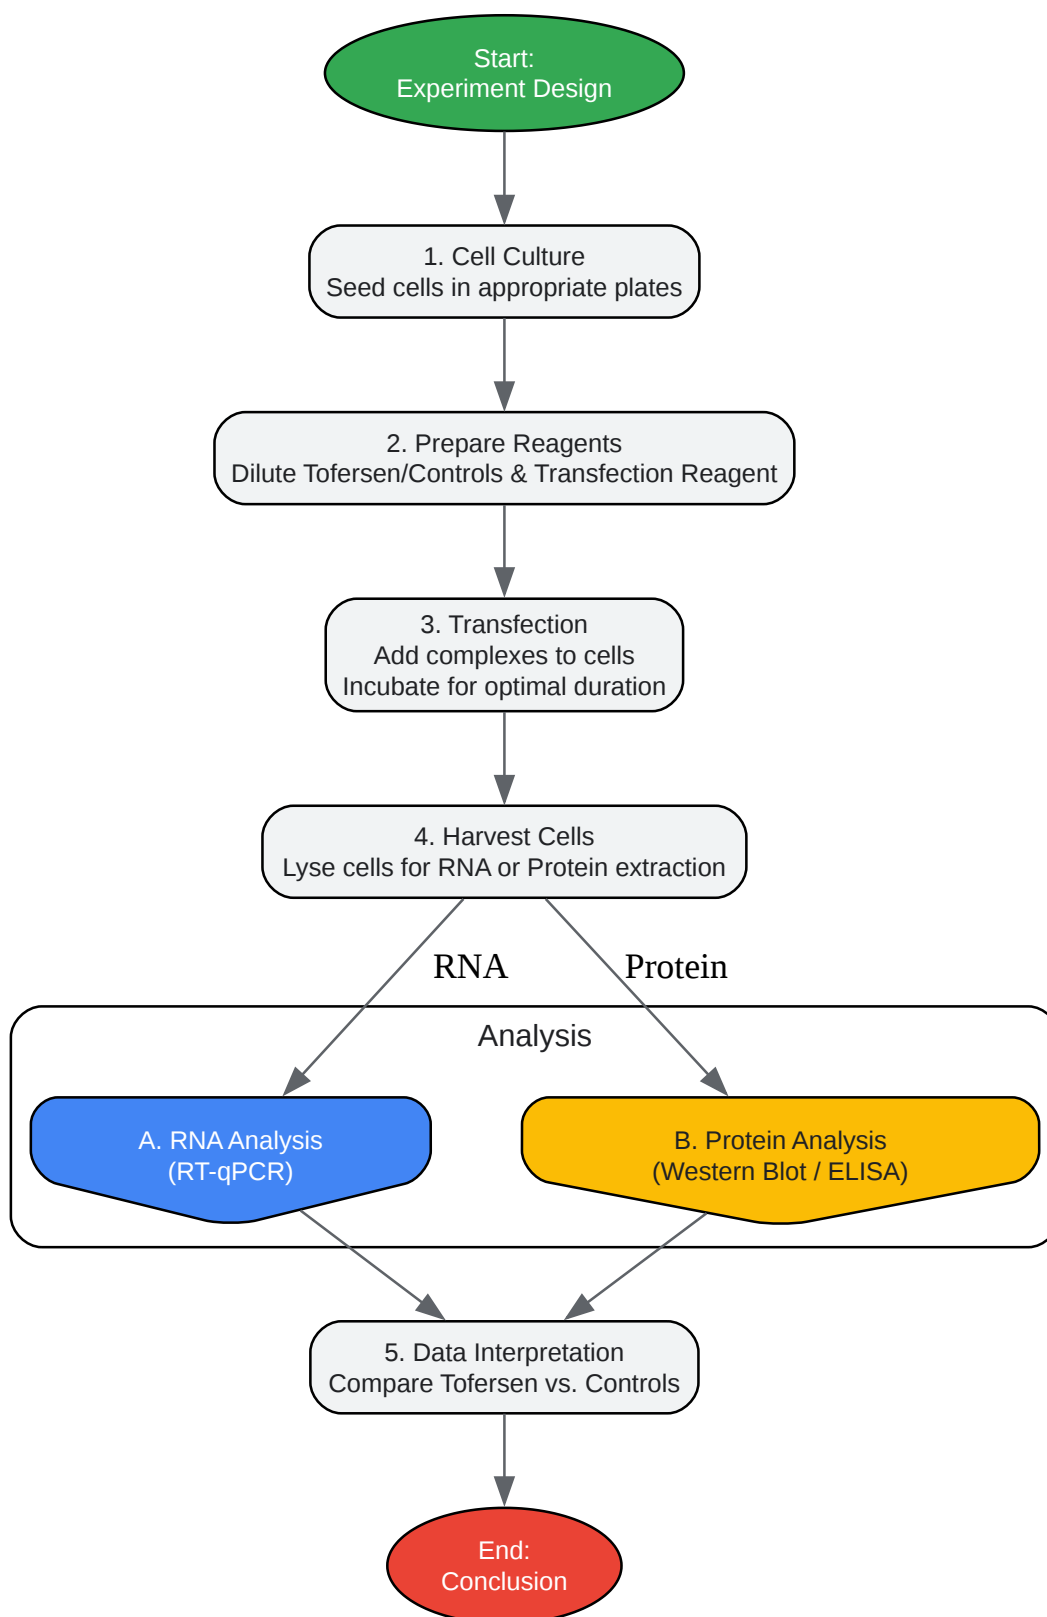 Start:
Experiment Design
1. Cell Culture
Seed cells in appropriate plates
2. Prepare Reagents
Dilute Tofersen/Controls & Transfection Reagent
3. Transfection
Add complexes to cells
Incubate for optimal duration
4. Harvest Cells
Lyse cells for RNA or Protein extraction
RNA
Protein
Analysis
A. RNA Analysis
(RT-qPCR)
B. Protein Analysis
(Western Blot / ELISA)
5. Data Interpretation
Compare Tofersen vs. Controls
End:
Conclusion